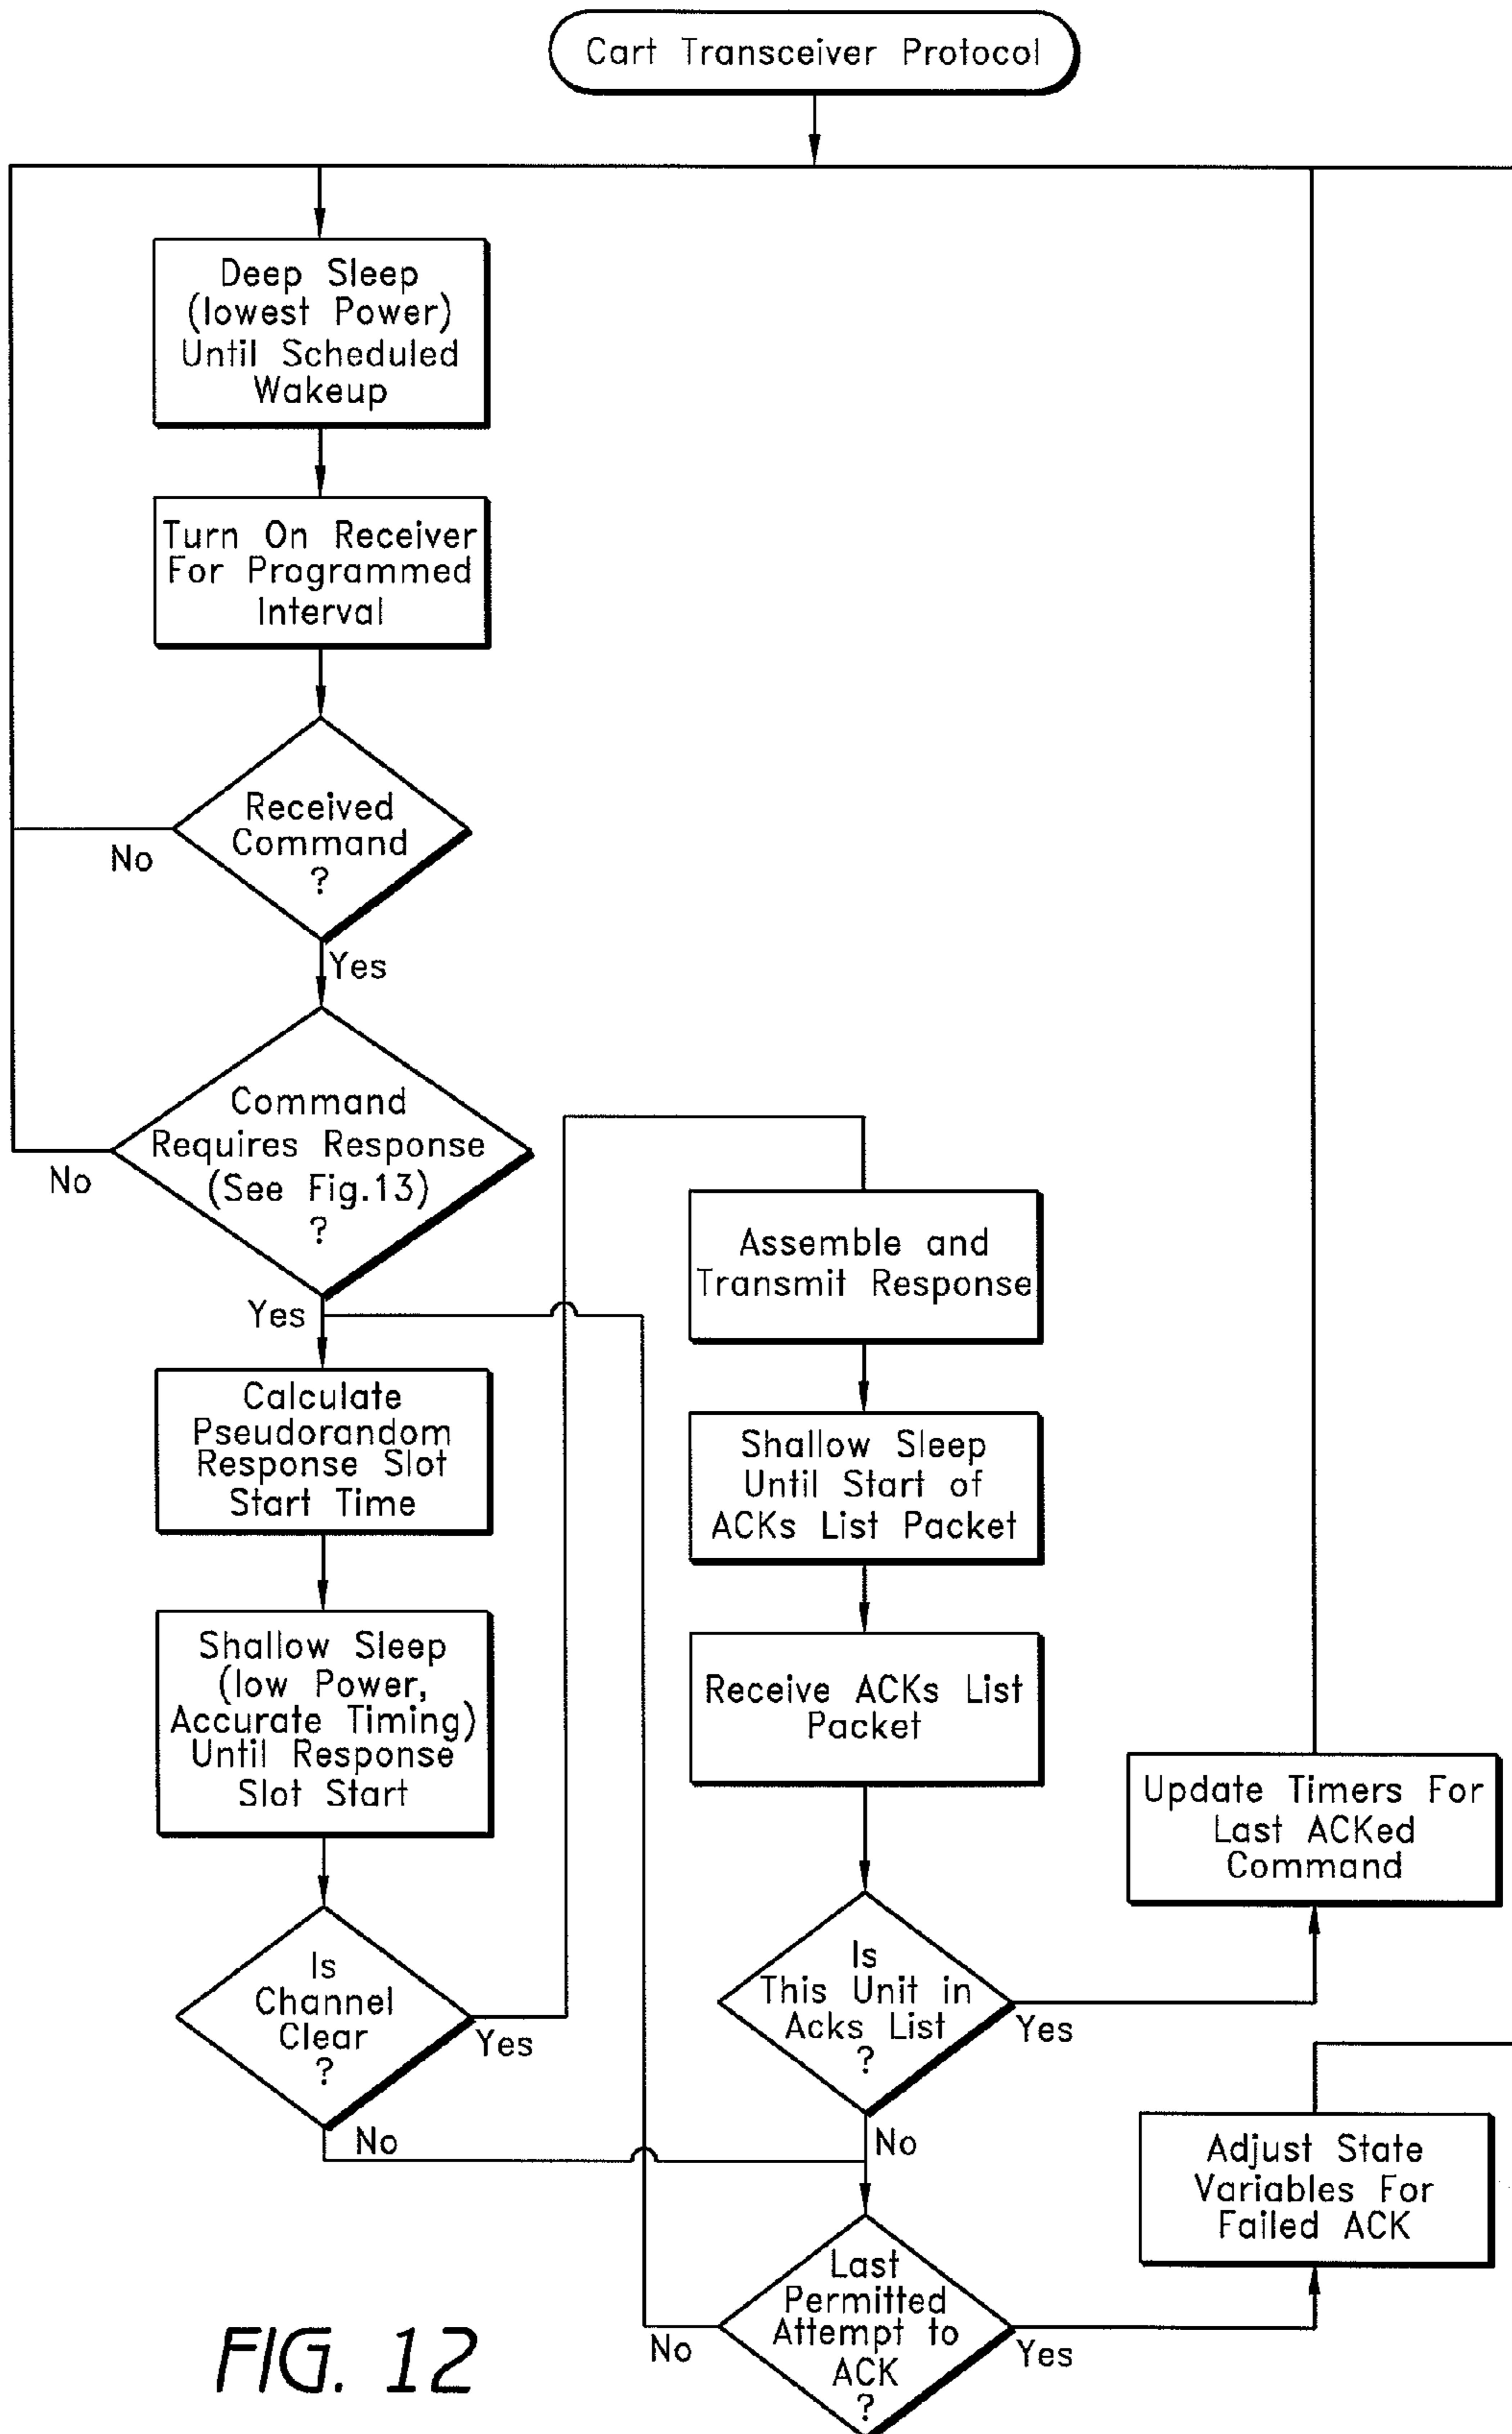 Cart Transceiver Protocol
Deep Sleep
(lowest Power)
Until Scheduled
Wakeup
Turn On Receiver
For Programmed
Interval
Received
Command
?
No
Yes
Command
Requires Response
(See Fig.13)
?
No
Yes
Calculate
Pseudorandom
Response Slot
Start Time
Shallow Sleep
(low Power,
Accurate Timing)
Until Response
Slot Start
Is
Channel
Clear
?
Yes
No
Assemble and
Transmit Response
Shallow Sleep
Until Start of
ACKs List Packet
Receive ACKs List
Packet
Is
This Unit in
Acks List
?
Yes
No
Update Timers For
Last ACKed
Command
Last
Permitted
Attempt to
ACK
?
No
Yes
Adjust State
Variables For
Failed ACK
FIG. 12